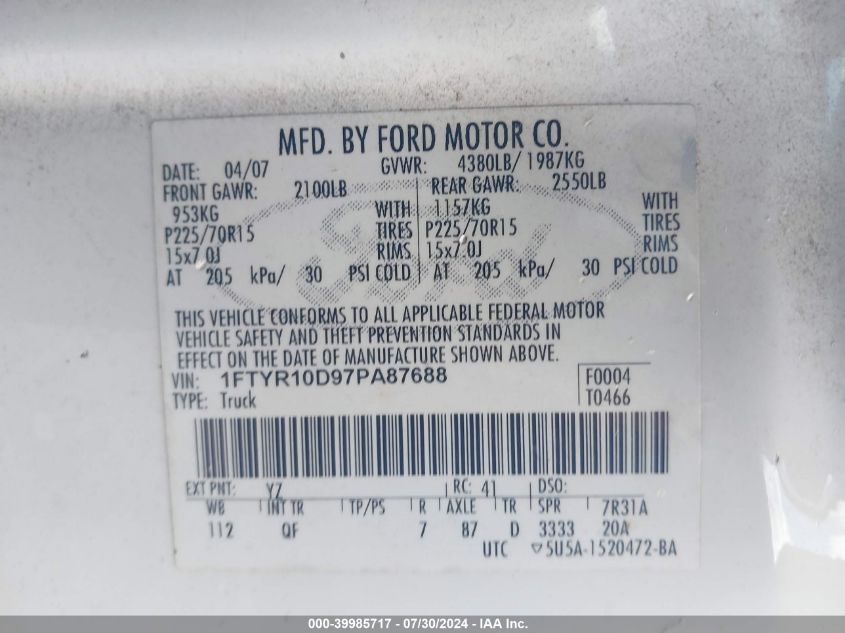 MFD. BY FORD MOTOR CO.
DATE: 04/07 GVWR: 4380LB/ 1987KG
FRONT GAWR: 2100LB REAR GAWR: 2550LB
953KG WITH 1157KG WITH
P225/70R15 TIRES P225/70R15 TIRES
15x7.0J RIMS 15x7.0J RIMS
AT 205 kPa/ 30 PSI COLD AT 205 kPa/ 30 PSI COLD
Ford
THIS VEHICLE CONFORMS TO ALL APPLICABLE FEDERAL MOTOR
VEHICLE SAFETY AND THEFT PREVENTION STANDARDS IN
EFFECT ON THE DATE OF MANUFACTURE SHOWN ABOVE.
VIN: 1FTYR10D97PA87688 F0004
TYPE: Truck T0466
EXT PNT: YZ RC: 41 DSO:
WB INT TR TP/PS R AXLE TR SPR 7R31A
112 QF 7 87 D 3333 20A
UTC ▽5U5A-1520472-BA
000-39985717 - 07/30/2024 - IAA Inc.